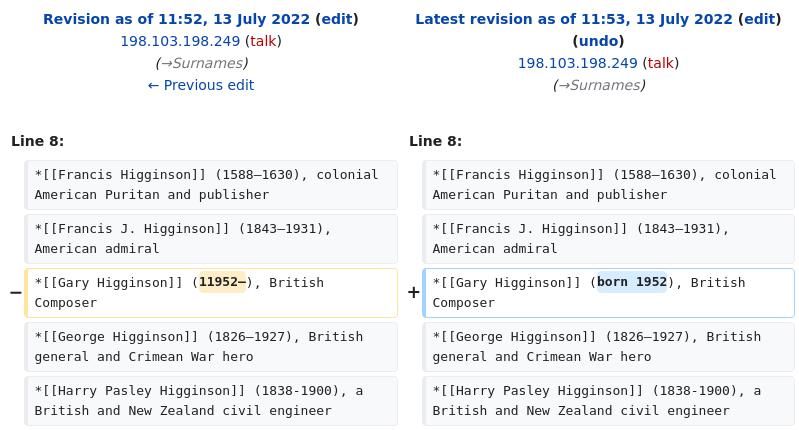 Revision as of 11:52, 13 July 2022 (edit)
198.103.198.249 (talk)
(→Surnames)
← Previous edit
Latest revision as of 11:53, 13 July 2022 (edit)
(undo)
198.103.198.249 (talk)
(→Surnames)
Line 8:
*[[Francis Higginson]] (1588–1630), colonial
American Puritan and publisher
*[[Francis J. Higginson]] (1843–1931),
American admiral
− *[[Gary Higginson]] (11952–), British
Composer
*[[George Higginson]] (1826–1927), British
general and Crimean War hero
*[[Harry Pasley Higginson]] (1838-1900), a
British and New Zealand civil engineer
Line 8:
*[[Francis Higginson]] (1588–1630), colonial
American Puritan and publisher
*[[Francis J. Higginson]] (1843–1931),
American admiral
+ *[[Gary Higginson]] (born 1952), British
Composer
*[[George Higginson]] (1826–1927), British
general and Crimean War hero
*[[Harry Pasley Higginson]] (1838-1900), a
British and New Zealand civil engineer